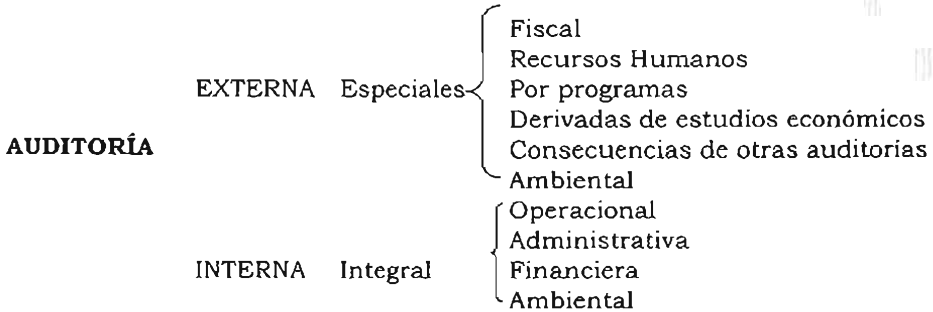 Fiscal
Recursos Humanos
EXTERNA Especiales Por programas
Derivadas de estudios económicos
AUDITORÍA Consecuencias de otras auditorías
Ambiental
Operacional
Administrativa
INTERNA Integral Financiera
Ambiental